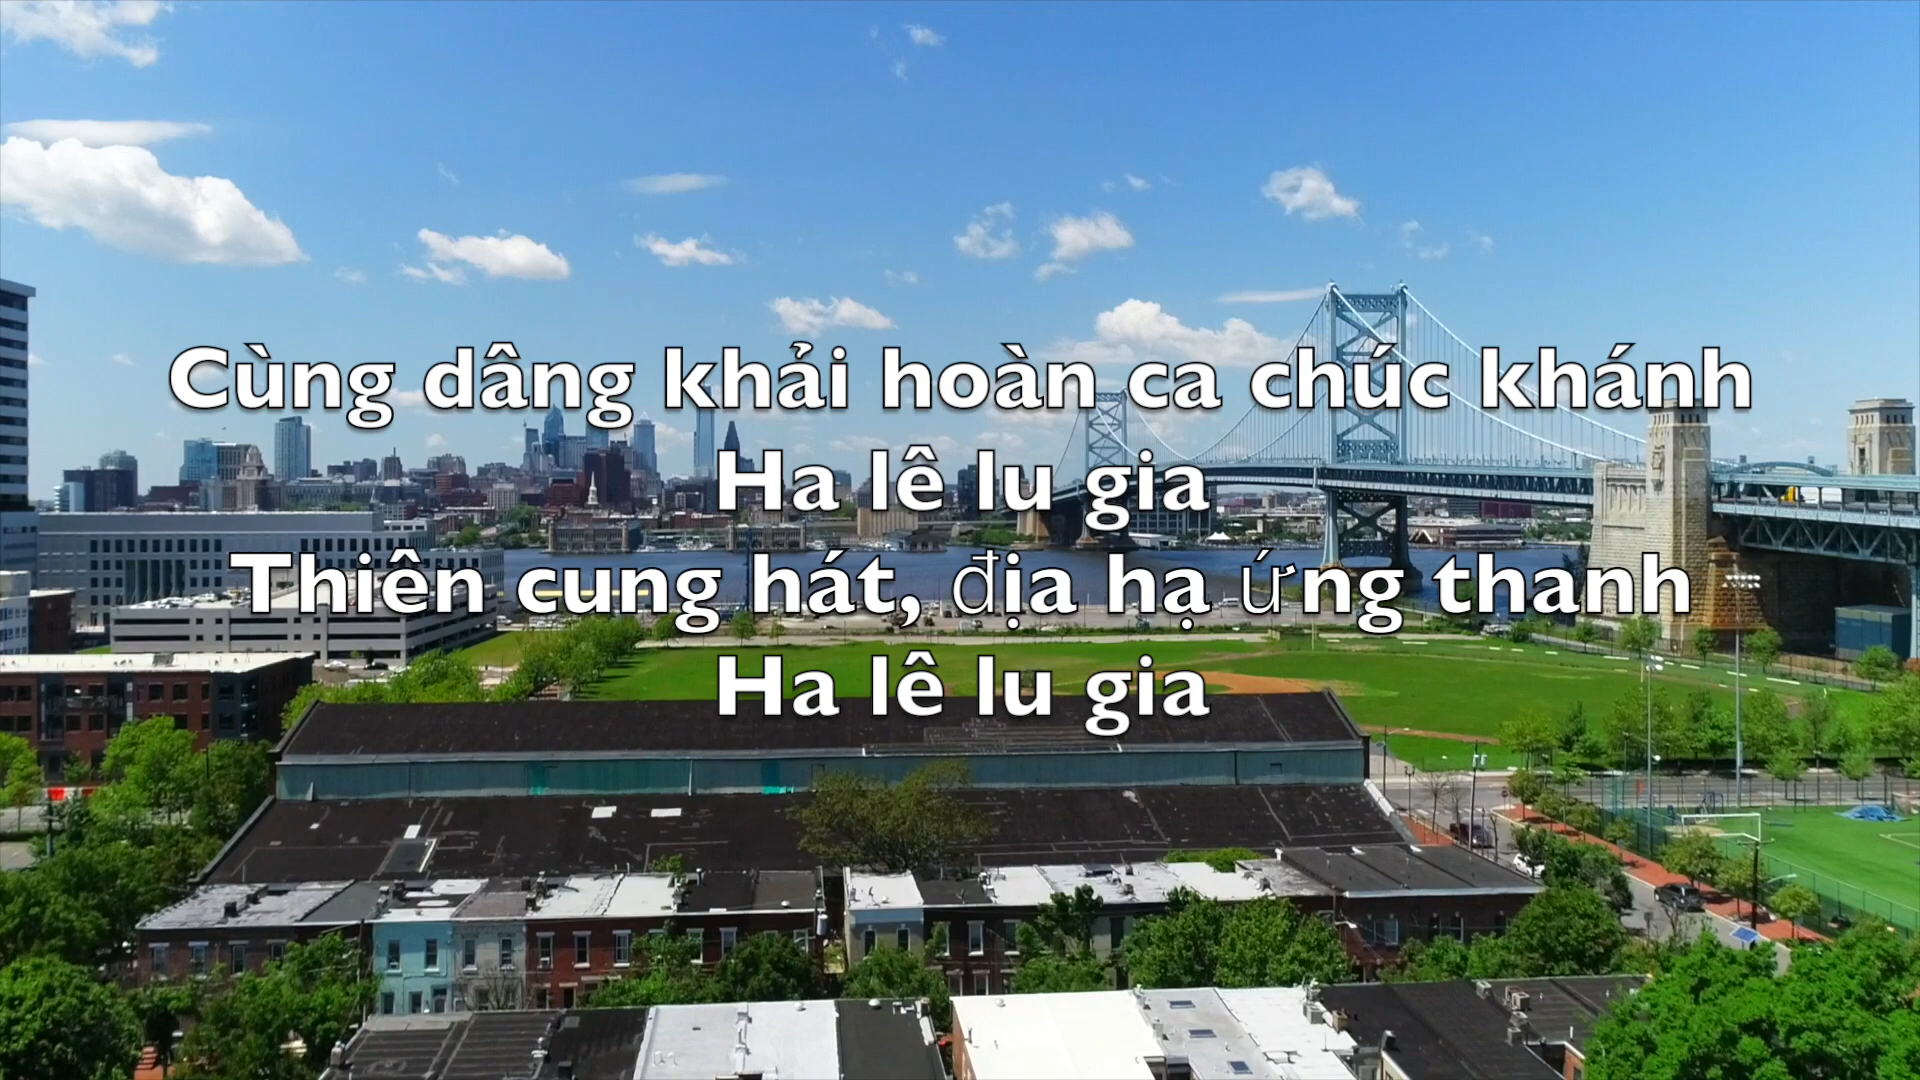 Cùng dâng khải hoàn ca chúc khánh
Ha lê lu gia
Thiên cung hát, địa hạ ứng thanh
Ha lê lu gia